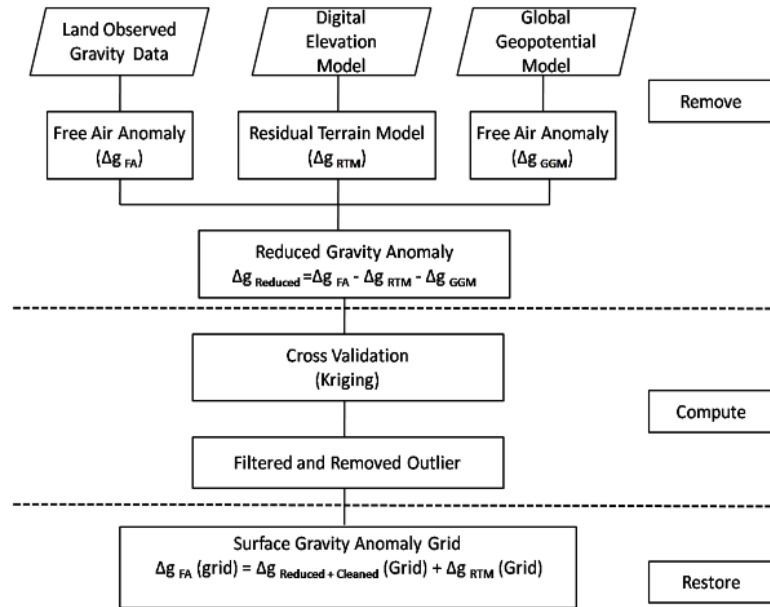 Land Observed
Gravity Data
Digital
Elevation
Model
Global
Geopotential
Model
Remove
Free Air Anomaly
(Δg FA)
Residual Terrain Model
(Δg RTM)
Free Air Anomaly
(Δg GGM)
Reduced Gravity Anomaly
Δg Reduced =Δg FA - Δg RTM - Δg GGM
Cross Validation
(Kriging)
Compute
Filtered and Removed Outlier
Surface Gravity Anomaly Grid
Δg FA (grid) = Δg Reduced + Cleaned (Grid) + Δg RTM (Grid)
Restore